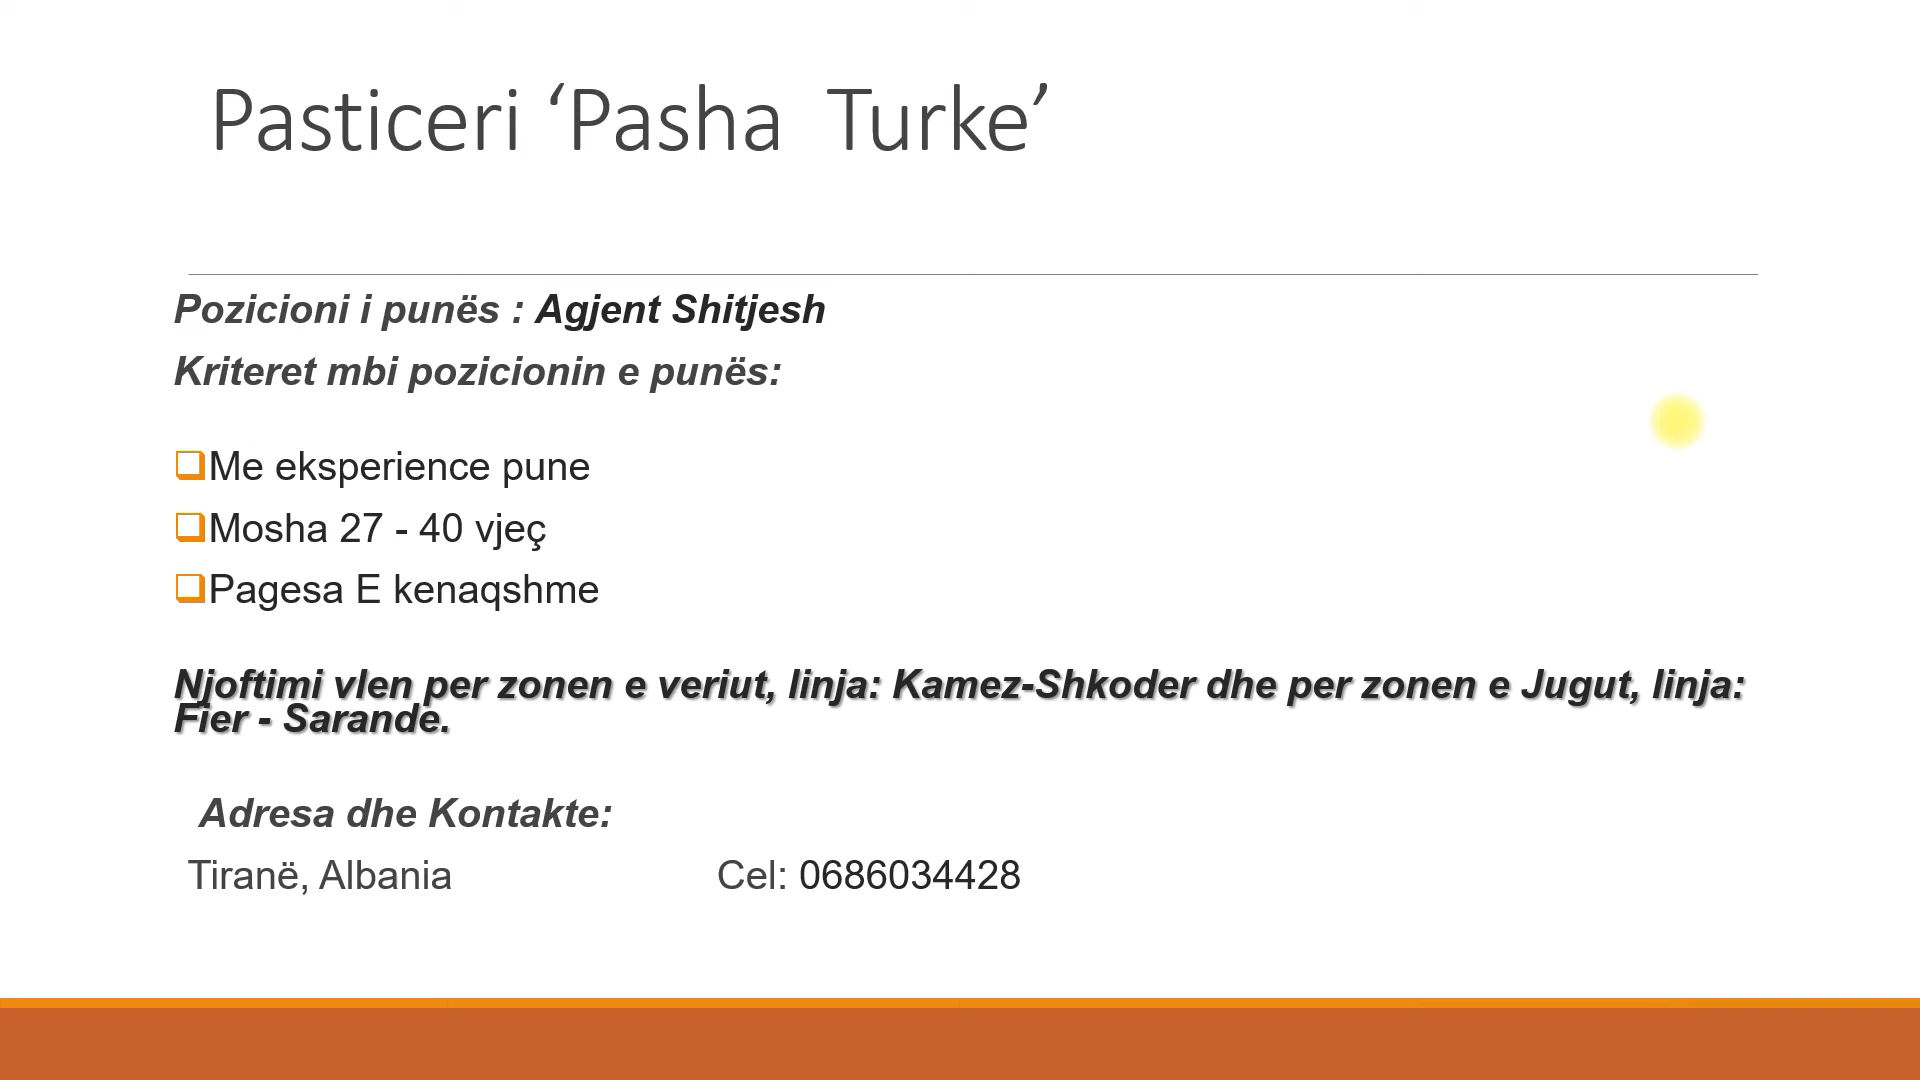 Pasticeri ‘Pasha  Turke’
Pozicioni i punës : Agjent Shitjesh
Kriteret mbi pozicionin e punës:
❑Me eksperience pune
❑Mosha 27 - 40 vjeç
❑Pagesa E kenaqshme
Njoftimi vlen per zonen e veriut, linja: Kamez-Shkoder dhe per zonen e Jugut, linja:
Fier - Sarande.
Adresa dhe Kontakte:
Tiranë, Albania    Cel: 0686034428